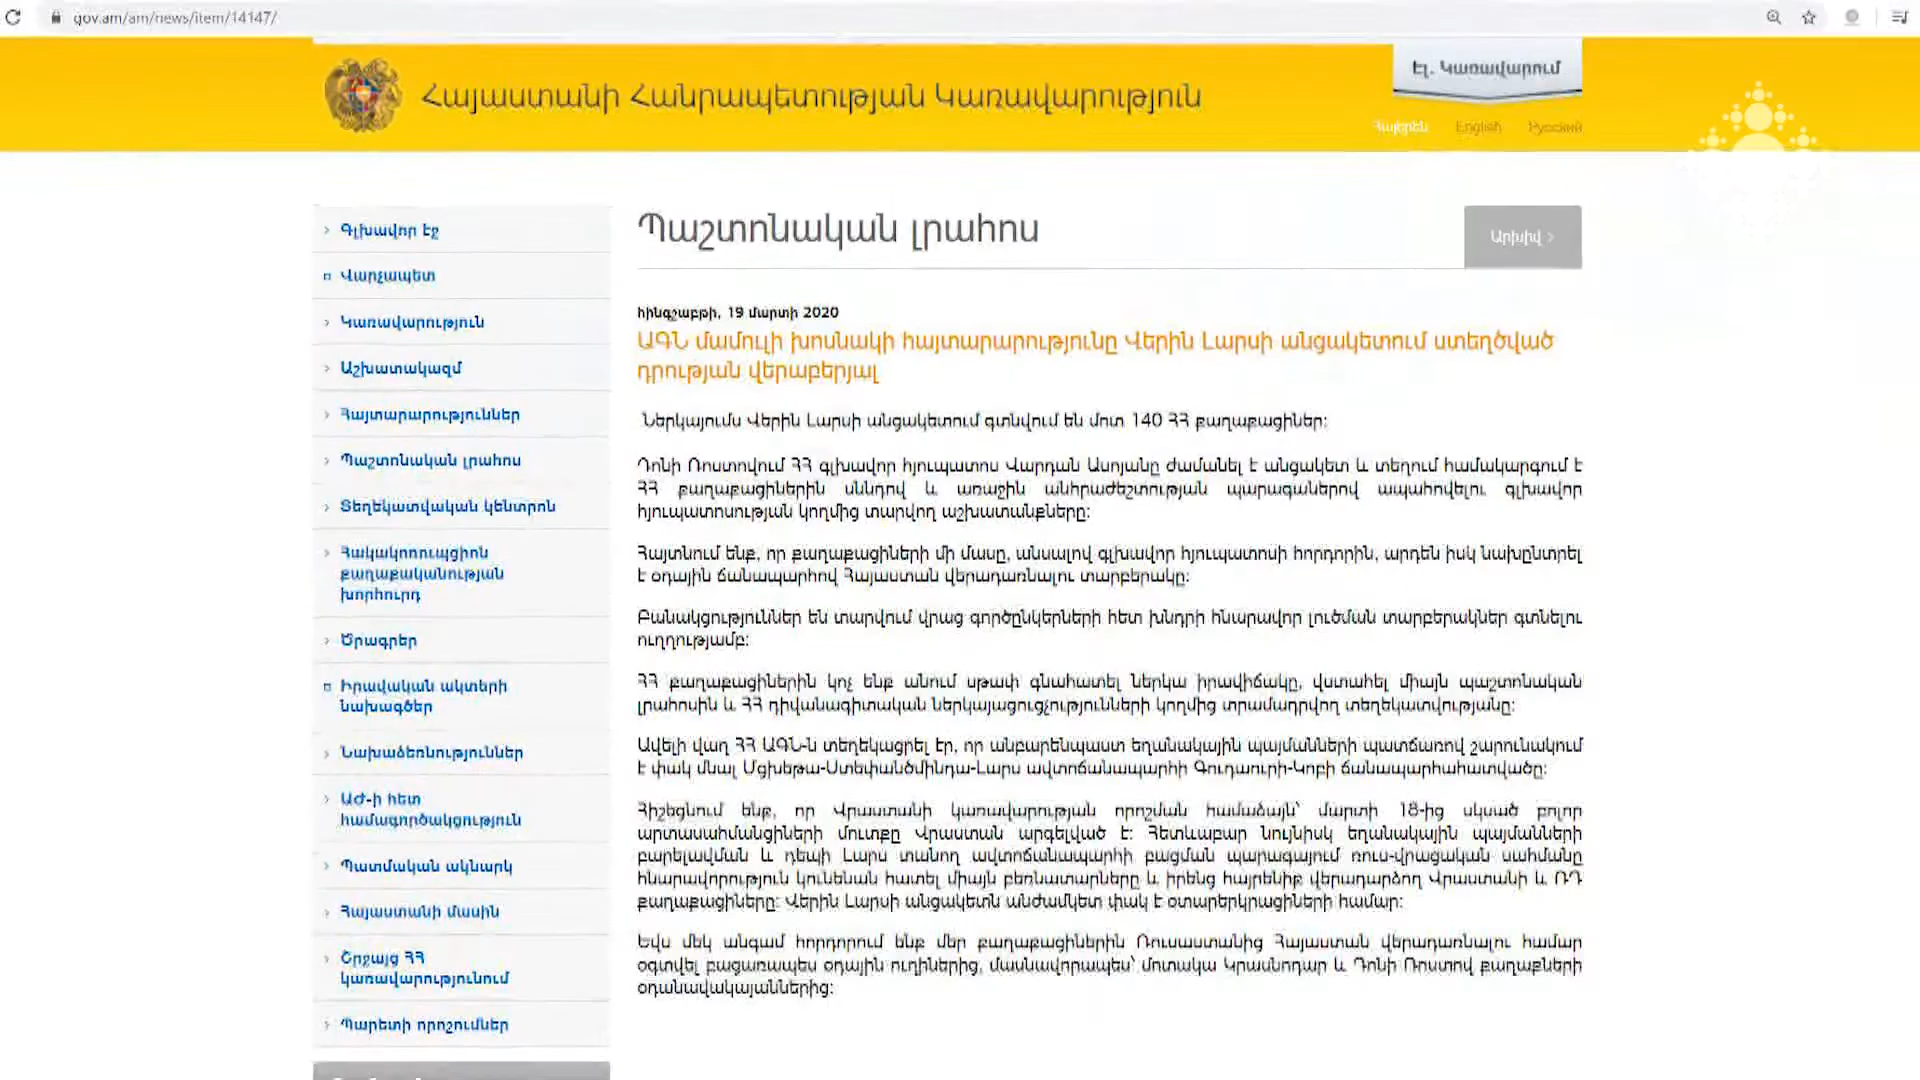 gov.am/am/news/item/14147/
Էլ. Կառավարում
Հայաստանի Հանրապետության Կառավարություն
Հայերեն English Русский
Գլխավոր էջ
Վարչապետ
Կառավարություն
Աշխատակազմ
Հայտարարություններ
Պաշտոնական լրահոս
Տեղեկատվական կենտրոն
Հակակոռուպցիոն
քաղաքականության
խորհուրդ
Ծրագրեր
Իրավական ակտերի
նախագծեր
Նախաձեռնություններ
ԱԺ-ի հետ
համագործակցություն
Պատմական ակնարկ
Հայաստանի մասին
Շրջայց ՀՀ
կառավարությունում
Պարետի որոշումներ
Պաշտոնական լրահոս
Արխիվ
հինգշաբթի, 19 մարտի 2020
ԱԳՆ մամուլի խոսնակի հայտարարությունը Վերին Լարսի անցակետում ստեղծված
դրության վերաբերյալ
Ներկայումս Վերին Լարսի անցակետում գտնվում են մոտ 140 ՀՀ քաղաքացիներ:
Դոնի Ռոստովում ՀՀ գլխավոր հյուպատոս Վարդան Ասոյանը ժամանել է անցակետ և տեղում համակարգում է
ՀՀ քաղաքացիներին սննդով և առաջին անհրաժեշտության պարագաներով ապահովելու գլխավոր
հյուպատոսության կողմից տարվող աշխատանքները:
Հայտնում ենք, որ քաղաքացիների մի մասը, անսալով գլխավոր հյուպատոսի հորդորին, արդեն իսկ նախընտրել
է օդային ճանապարհով Հայաստան վերադառնալու տարբերակը:
Բանակցություններ են տարվում վրաց գործընկերների հետ խնդրի հնարավոր լուծման տարբերակներ գտնելու
ուղղությամբ:
ՀՀ քաղաքացիներին կոչ ենք անում սթափ գնահատել ներկա իրավիճակը, վստահել միայն պաշտոնական
լրահոսին և ՀՀ դիվանագիտական ներկայացուցչությունների կողմից տրամադրվող տեղեկատվությանը:
Ավելի վաղ ՀՀ ԱԳՆ-ն տեղեկացրել էր, որ անբարենպաստ եղանակային պայմանների պատճառով շարունակում
է փակ մնալ Մցխեթա-Ստեփանծմինդա-Լարս ավտոճանապարհի Գուդաուրի-Կոբի ճանապարհահատվածը:
Հիշեցնում ենք, որ Վրաստանի կառավարության որոշման համաձայն՝ մարտի 18-ից սկսած բոլոր
արտասահմանցիների մուտքը Վրաստան արգելված է: Հետևաբար նույնիսկ եղանակային պայմանների
բարելավման և դեպի Լարս տանող ավտոճանապարհի բացման պարագայում ռուս-վրացական սահմանը
հնարավորություն կունենան հատել միայն բեռնատարները և իրենց հայրենիք վերադարձող Վրաստանի և ՌԴ
քաղաքացիները: Վերին Լարսի անցակետն անժամկետ փակ է օտարերկրացիների համար:
Եվս մեկ անգամ հորդորում ենք մեր քաղաքացիներին Ռուսաստանից Հայաստան վերադառնալու համար
օգտվել բացառապես օդային ուղիներից, մասնավորապես՝ մոտակա Կրասնոդար և Դոնի Ռոստով քաղաքների
օդանավակայաններից: